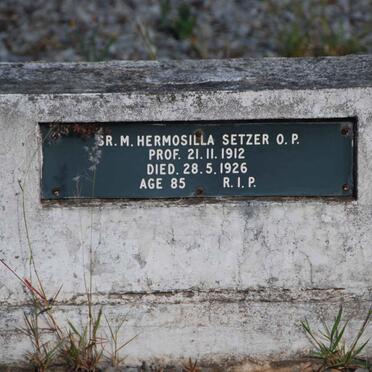 SR. M. HERMOSILLA SETZER O.P.
PROF. 21.11.1912
DIED. 28.5.1926
AGE 85 R.I.P.